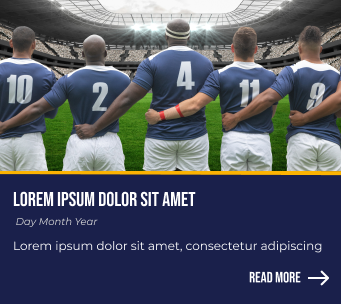 10 2 4 11 9
LOREM IPSUM DOLOR SIT AMET
Day Month Year
Lorem ipsum dolor sit amet, consectetur adipiscing
READ MORE